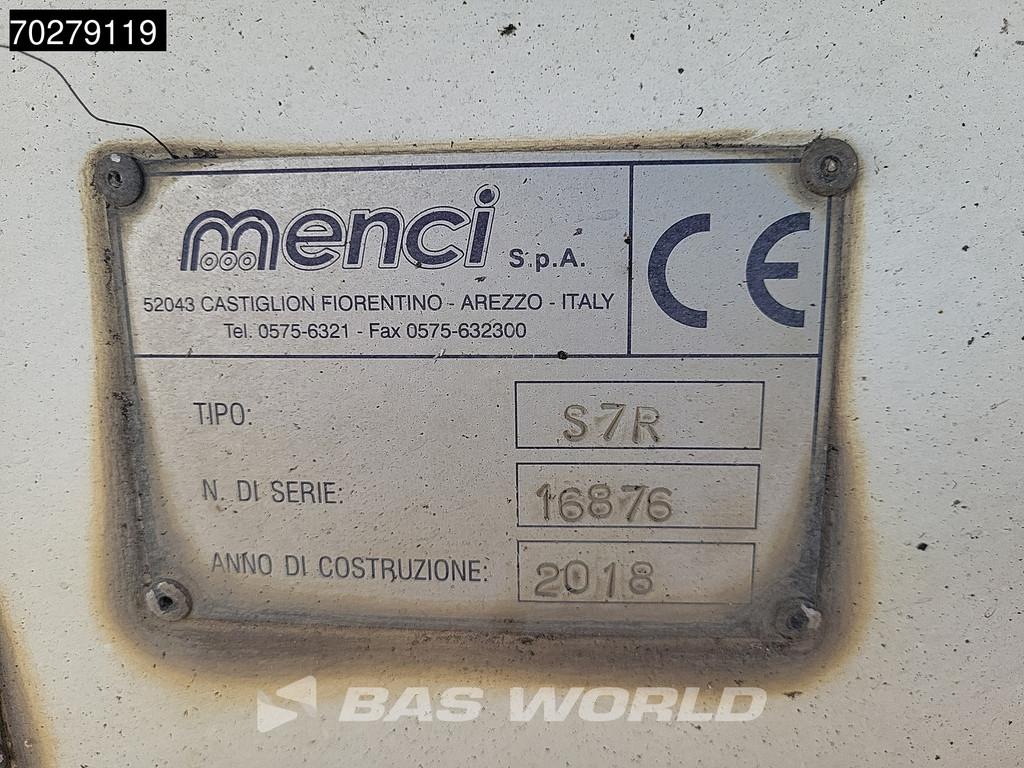 70279119
menci S.p.A.
CE
52043 CASTIGLION FIORENTINO - AREZZO - ITALY
Tel. 0575-6321 - Fax 0575-632300
TIPO: S7R
N. DI SERIE: 16876
ANNO DI COSTRUZIONE: 2018
BAS WORLD